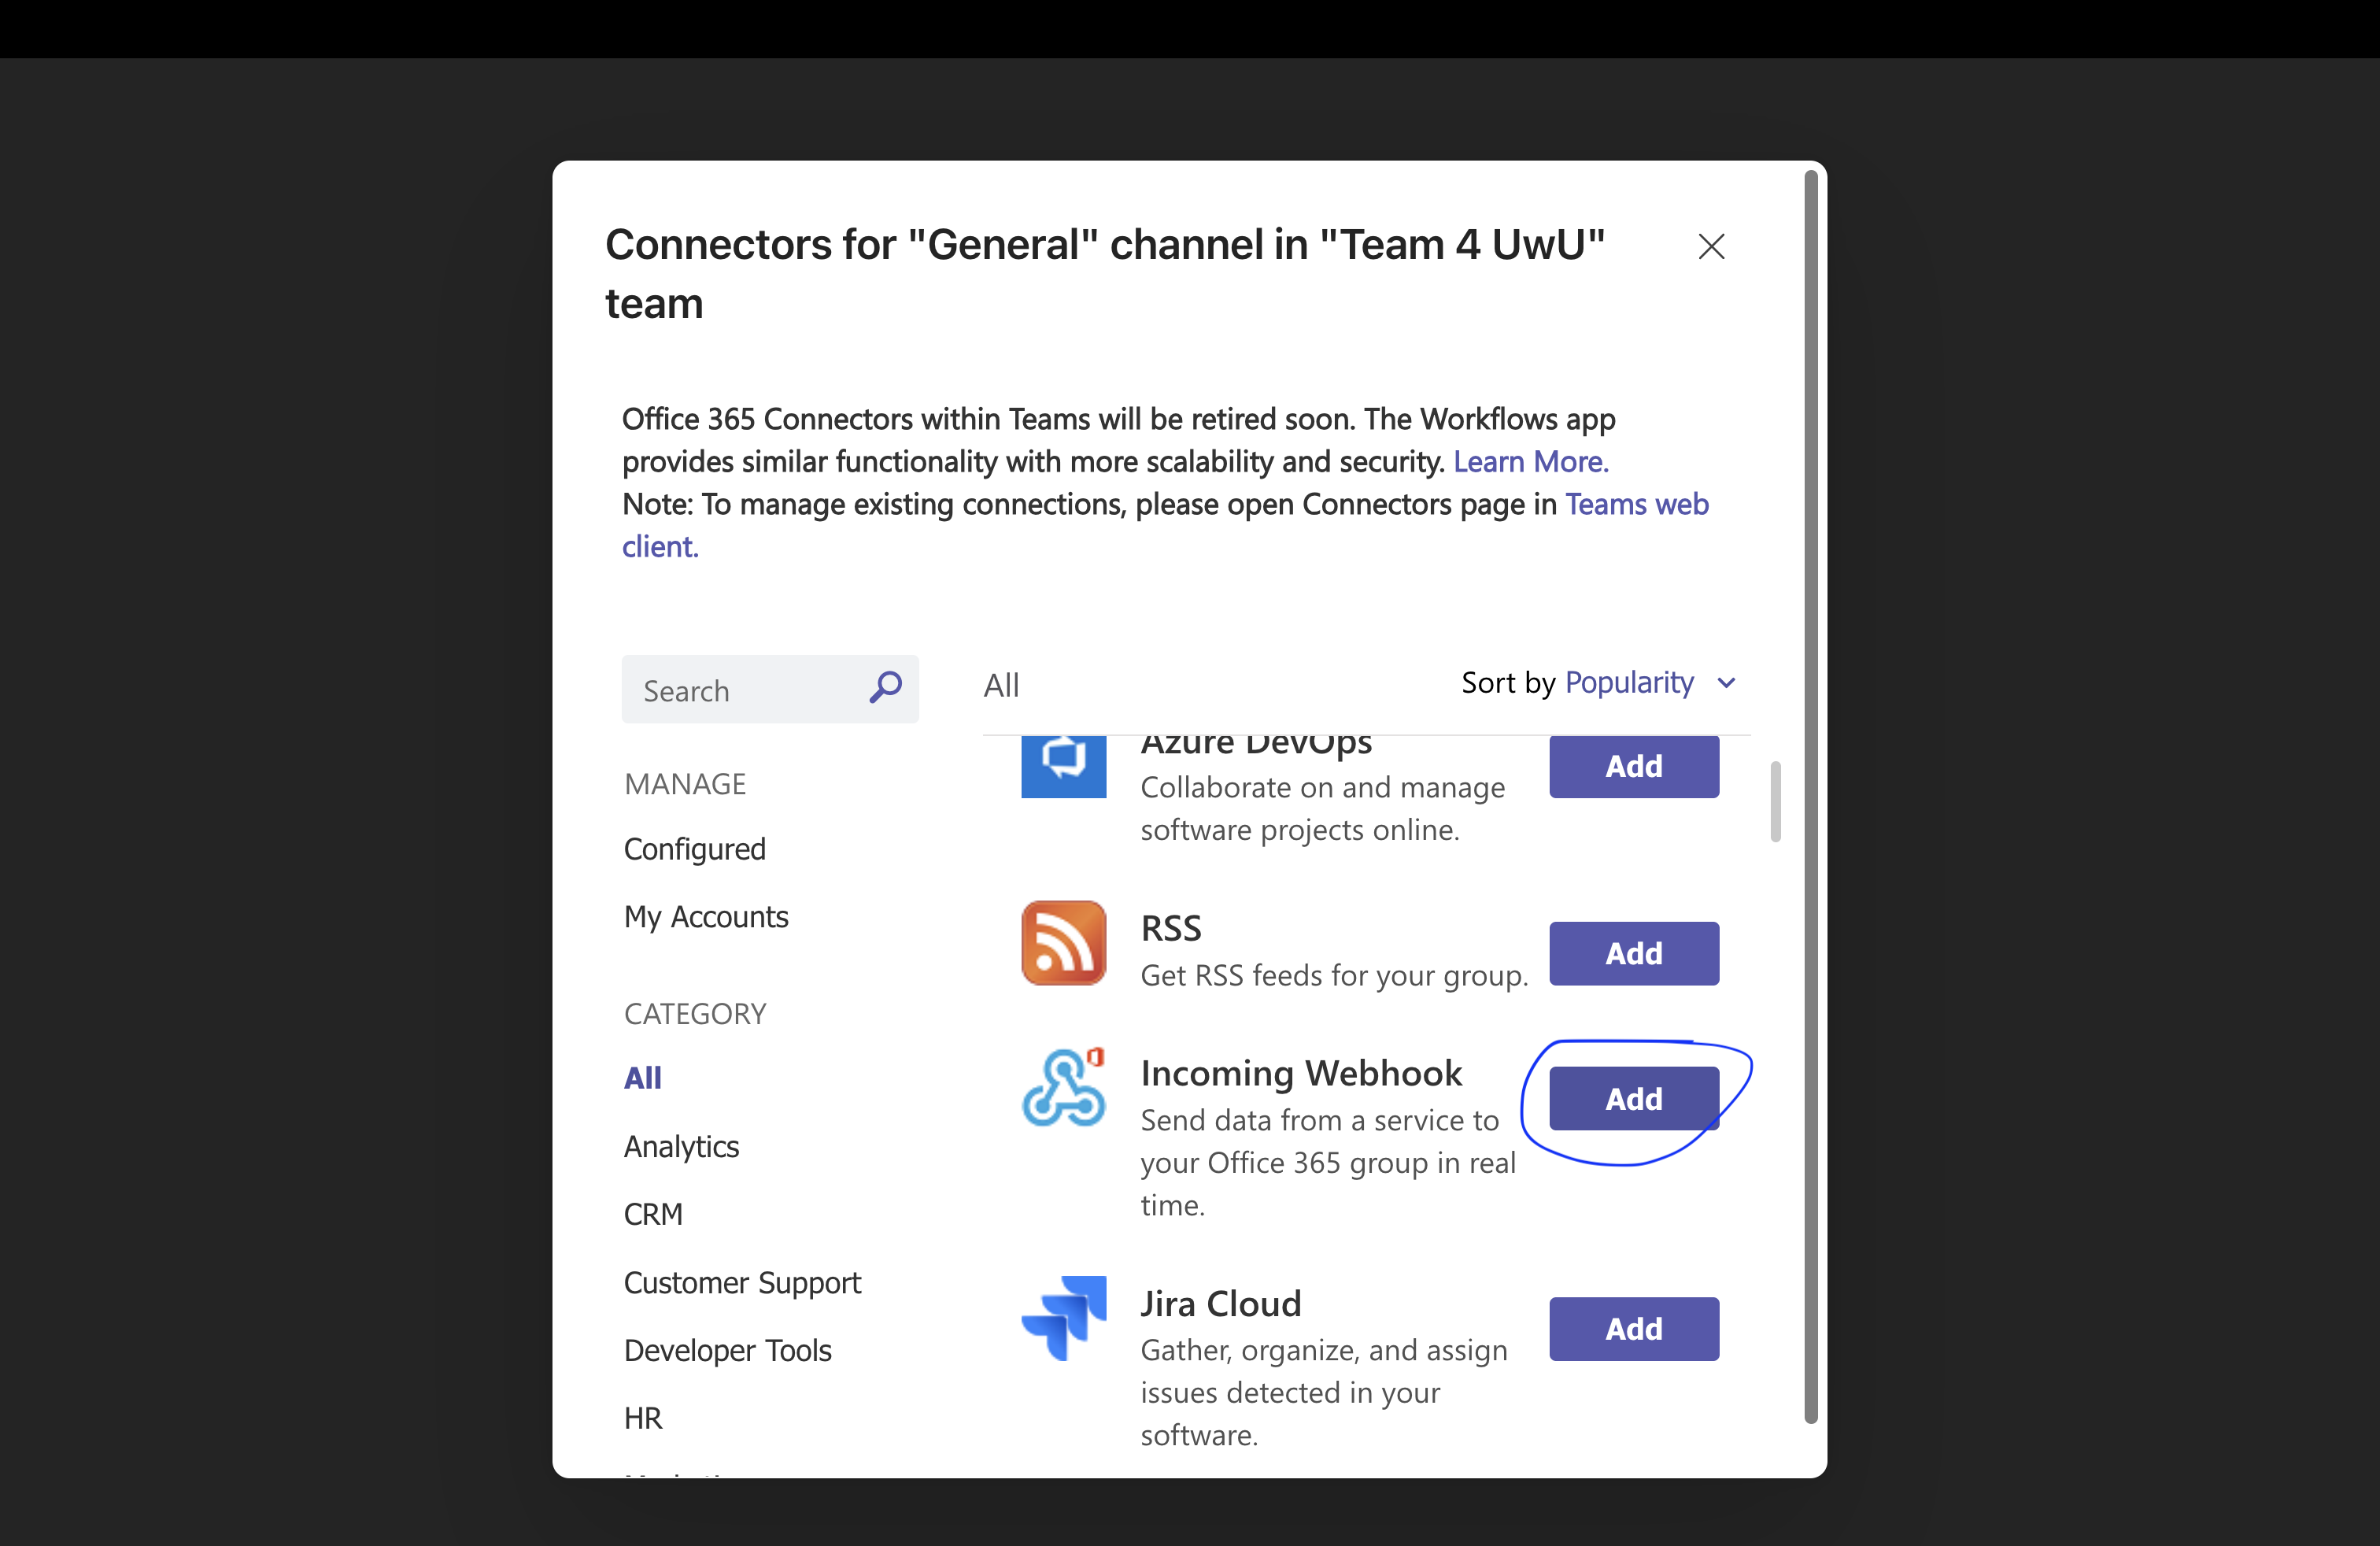 Connectors for "General" channel in "Team 4 UwU"
team
Office 365 Connectors within Teams will be retired soon. The Workflows app
provides similar functionality with more scalability and security. Learn More.
Note: To manage existing connections, please open Connectors page in Teams web
client.
Search
All
Sort by Popularity
MANAGE
Configured
My Accounts
CATEGORY
All
Analytics
CRM
Customer Support
Developer Tools
HR
Azure DevOps
Collaborate on and manage
software projects online.
Add
RSS
Get RSS feeds for your group.
Add
Incoming Webhook
Send data from a service to
your Office 365 group in real
time.
Add
Jira Cloud
Gather, organize, and assign
issues detected in your
software.
Add